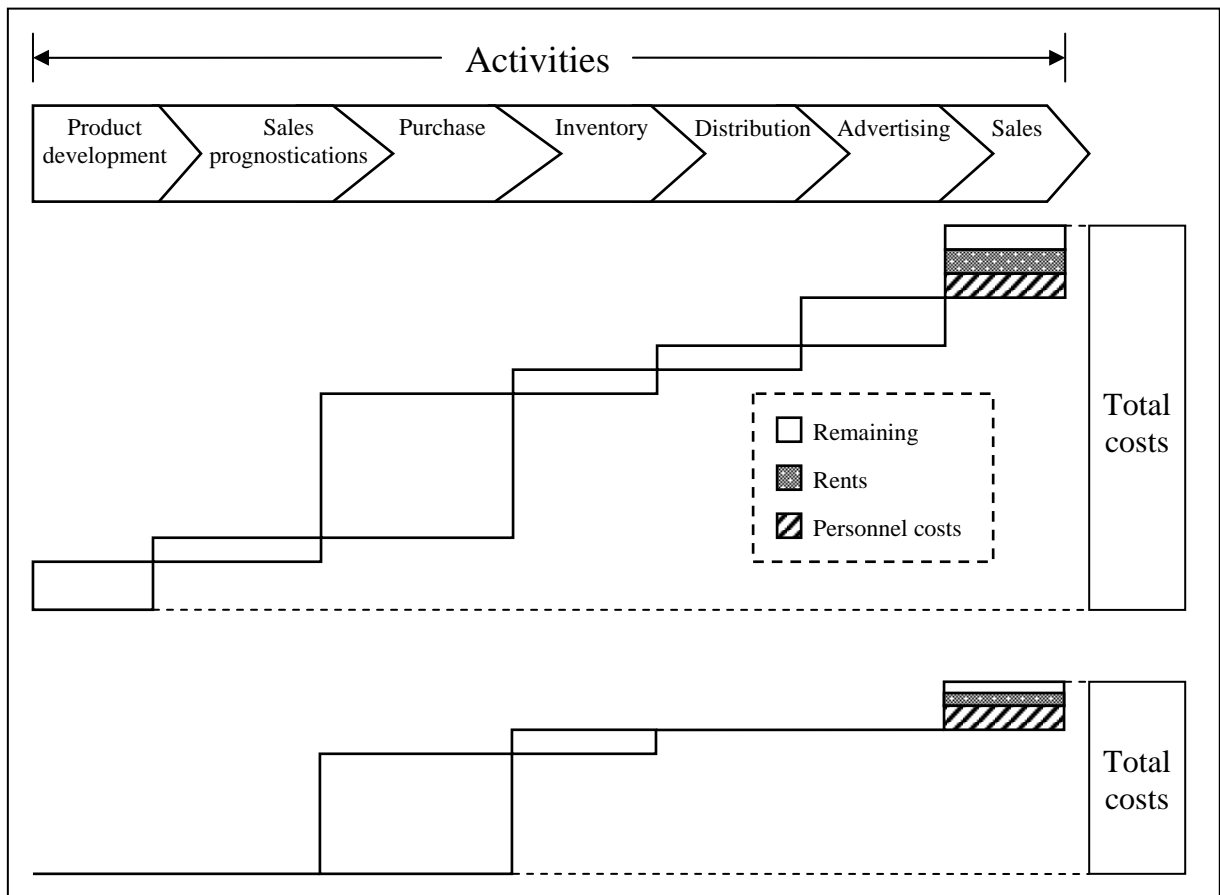 Activities
Product
development
Sales
prognostications
Purchase
Inventory
Distribution
Advertising
Sales
Remaining
Rents
Personnel costs
Total
costs
Total
costs